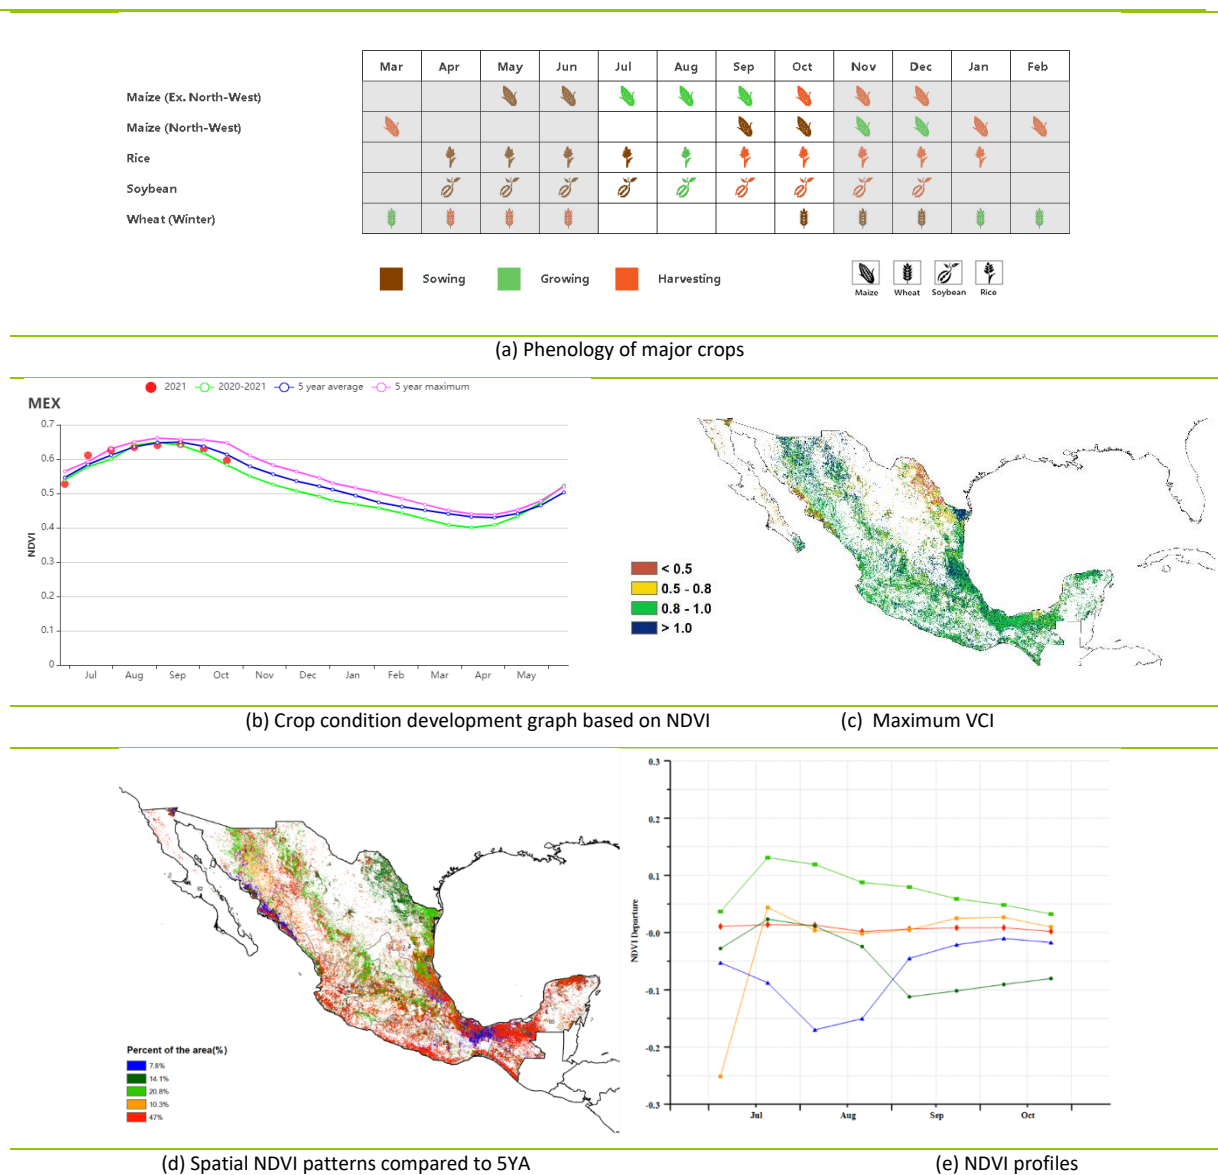 Mar Apr May Jun Jul Aug Sep Oct Nov Dec Jan Feb
Maize (Ex. North-West)
Maize (North-West)
Rice
Soybean
Wheat (Winter)
Sowing Growing Harvesting
Maize Wheat Soybean Rice
(a) Phenology of major crops
2021 2020-2021 5 year average 5 year maximum
MEX
0.7
0.6
0.5
0.4
0.3
0.2
0.1
0
NDVI
Jul Aug Sep Oct Nov Dec Jan Feb Mar Apr May
< 0.5
0.5 - 0.8
0.8 - 1.0
> 1.0
(b) Crop condition development graph based on NDVI (c) Maximum VCI
Percent of the area(%)
7.8%
14.1%
20.8%
10.3%
47%
0.3
0.2
0.1
-0.0
-0.1
-0.2
-0.3
NDVI Departure
Jul Aug Sep Oct
(d) Spatial NDVI patterns compared to 5YA (e) NDVI profiles